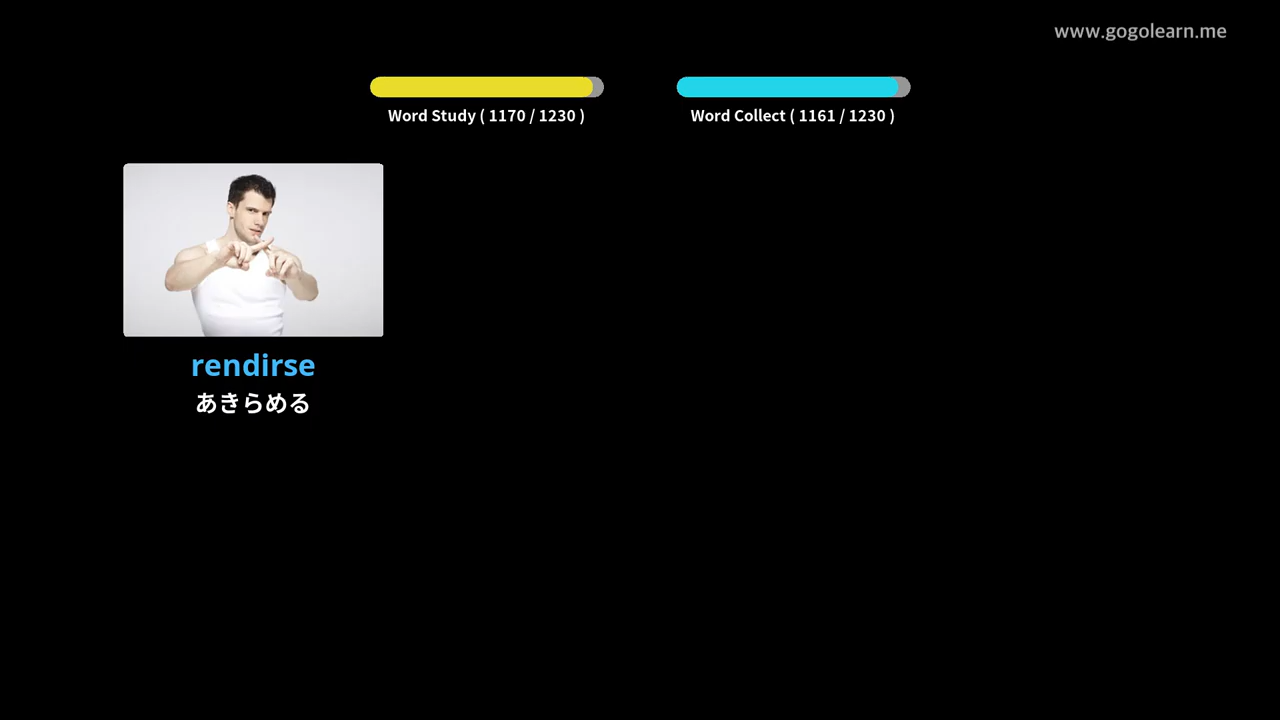 www.gogolearn.me
Word Study ( 1170 / 1230 )
Word Collect ( 1161 / 1230 )
rendirse
あきらめる